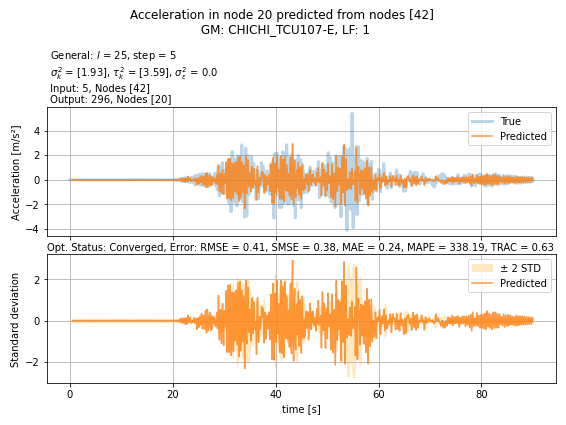 Acceleration in node 20 predicted from nodes [42]
GM: CHICHI_TCU107-E, LF: 1
General: l = 25, step = 5
σ²ₖ = [1.93], τ²ₖ = [3.59], σ²ₑ = 0.0
Input: 5, Nodes [42]
Output: 296, Nodes [20]
Acceleration [m/s²]
4
2
0
−2
−4
True
Predicted
Opt. Status: Converged, Error: RMSE = 0.41, SMSE = 0.38, MAE = 0.24, MAPE = 338.19, TRAC = 0.63
Standard deviation
2
0
−2
± 2 STD
Predicted
0
20
40
60
80
time [s]